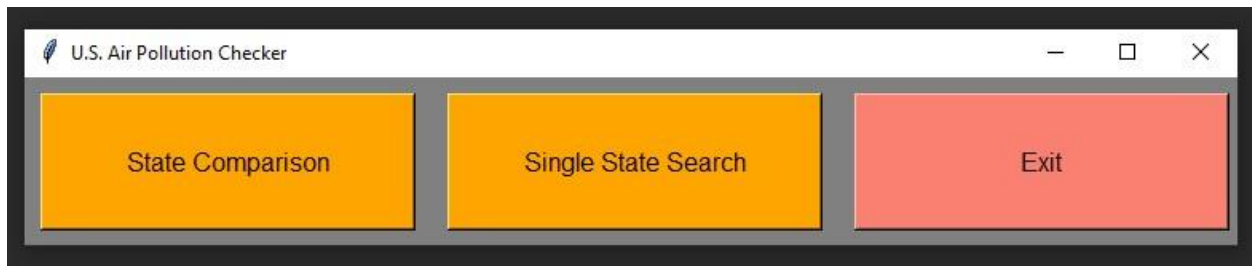 U.S. Air Pollution Checker
State Comparison
Single State Search
Exit